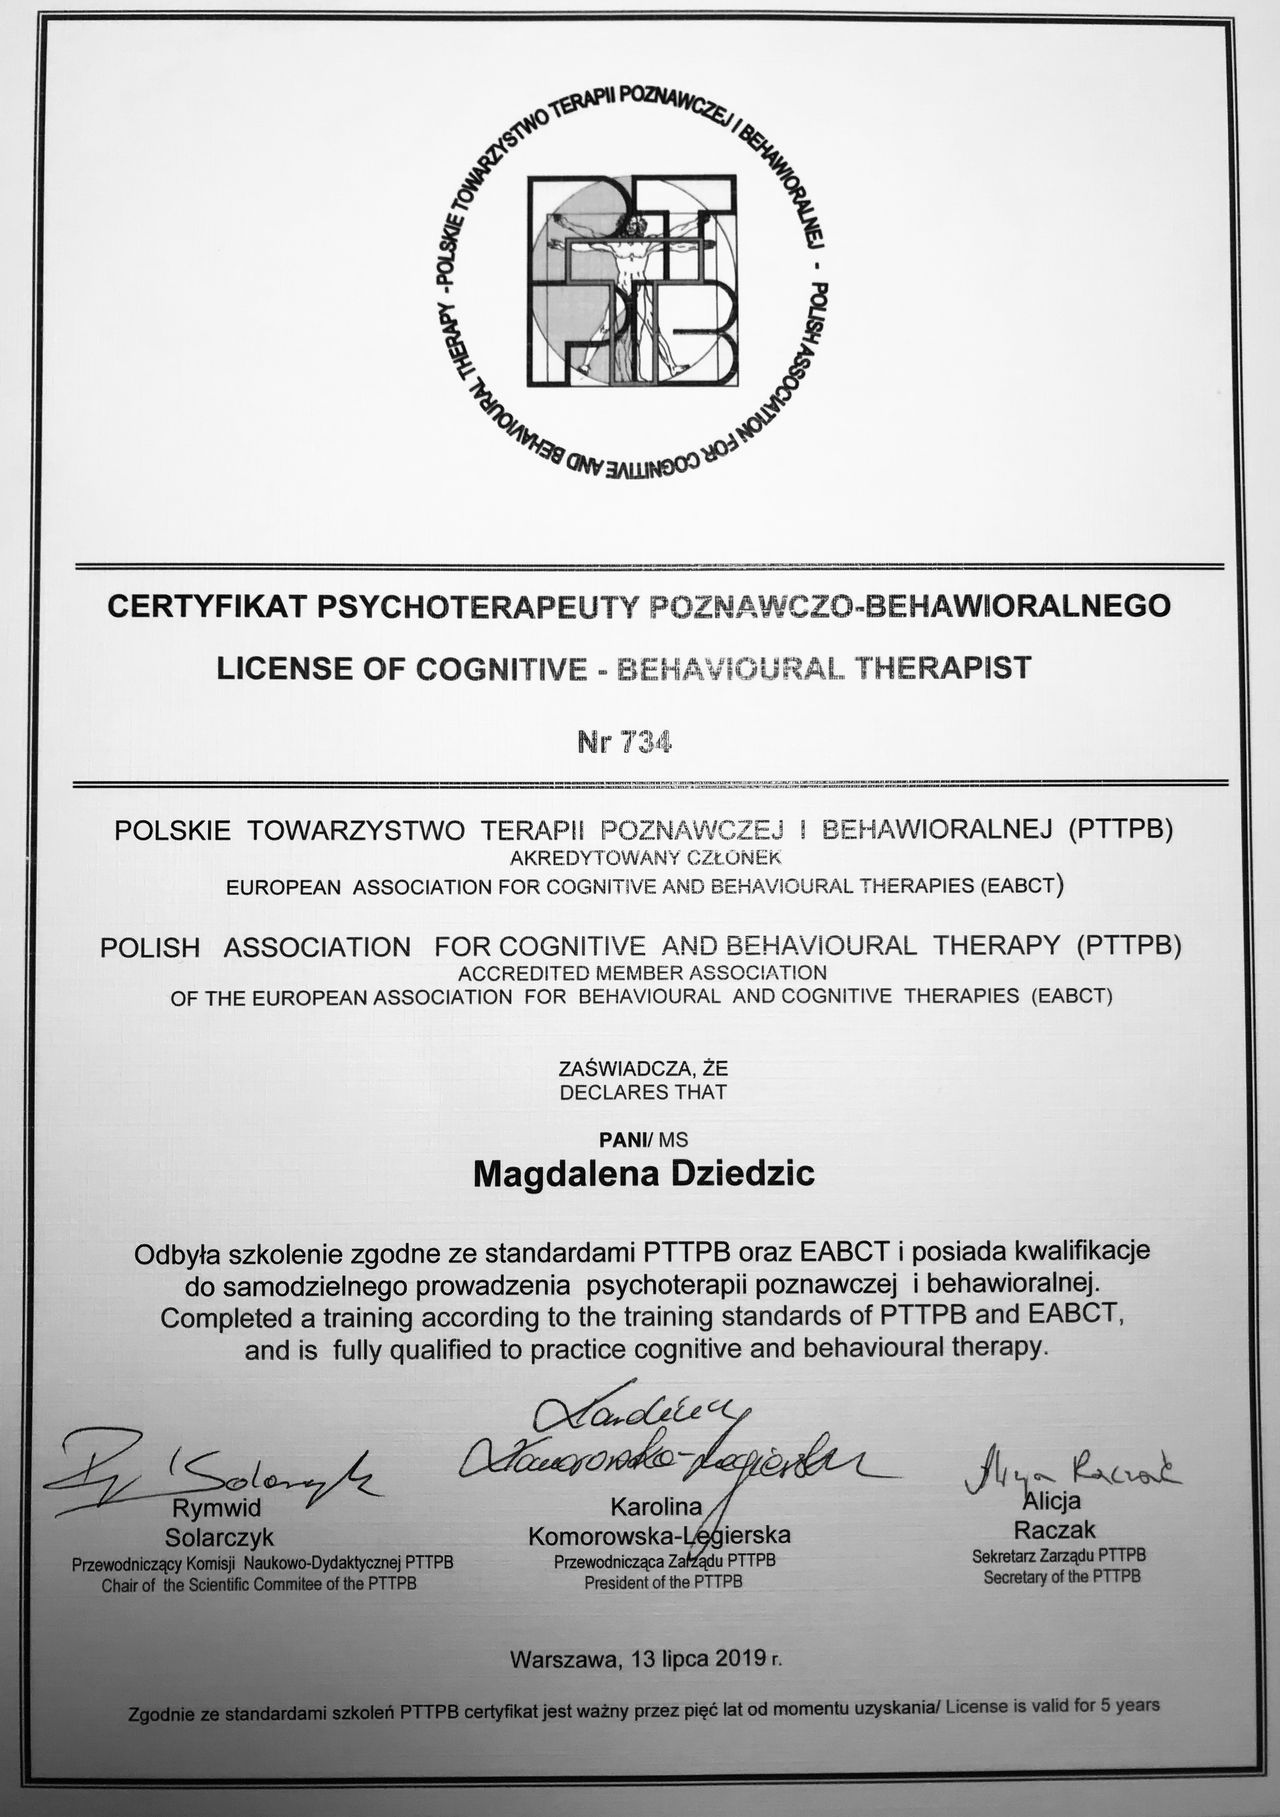 POLSKIE TOWARZYSTWO TERAPII POZNAWCZEJ I BEHAWIORALNEJ - POLISH ASSOCIATION FOR COGNITIVE AND BEHAVIOURAL THERAPY -
PT
TPB
CERTYFIKAT PSYCHOTERAPEUTY POZNAWCZO-BEHAWIORALNEGO
LICENSE OF COGNITIVE - BEHAVIOURAL THERAPIST
Nr 734
POLSKIE TOWARZYSTWO TERAPII POZNAWCZEJ I BEHAWIORALNEJ (PTTPB)
AKREDYTOWANY CZŁONEK
EUROPEAN ASSOCIATION FOR COGNITIVE AND BEHAVIOURAL THERAPIES (EABCT)
POLISH ASSOCIATION FOR COGNITIVE AND BEHAVIOURAL THERAPY (PTTPB)
ACCREDITED MEMBER ASSOCIATION
OF THE EUROPEAN ASSOCIATION FOR BEHAVIOURAL AND COGNITIVE THERAPIES (EABCT)
ZAŚWIADCZA, ŻE
DECLARES THAT
PANI/ MS
Magdalena Dziedzic
Odbyła szkolenie zgodne ze standardami PTTPB oraz EABCT i posiada kwalifikacje
do samodzielnego prowadzenia psychoterapii poznawczej i behawioralnej.
Completed a training according to the training standards of PTTPB and EABCT,
and is fully qualified to practice cognitive and behavioural therapy.
Solarczyk
Komorowska-Łęgierska
Alicja Raczak
Rymwid
Solarczyk
Przewodniczący Komisji Naukowo-Dydaktycznej PTTPB
Chair of the Scientific Commitee of the PTTPB
Karolina
Komorowska-Łęgierska
Przewodnicząca Zarządu PTTPB
President of the PTTPB
Alicja
Raczak
Sekretarz Zarządu PTTPB
Secretary of the PTTPB
Warszawa, 13 lipca 2019 r.
Zgodnie ze standardami szkoleń PTTPB certyfikat jest ważny przez pięć lat od momentu uzyskania/ License is valid for 5 years